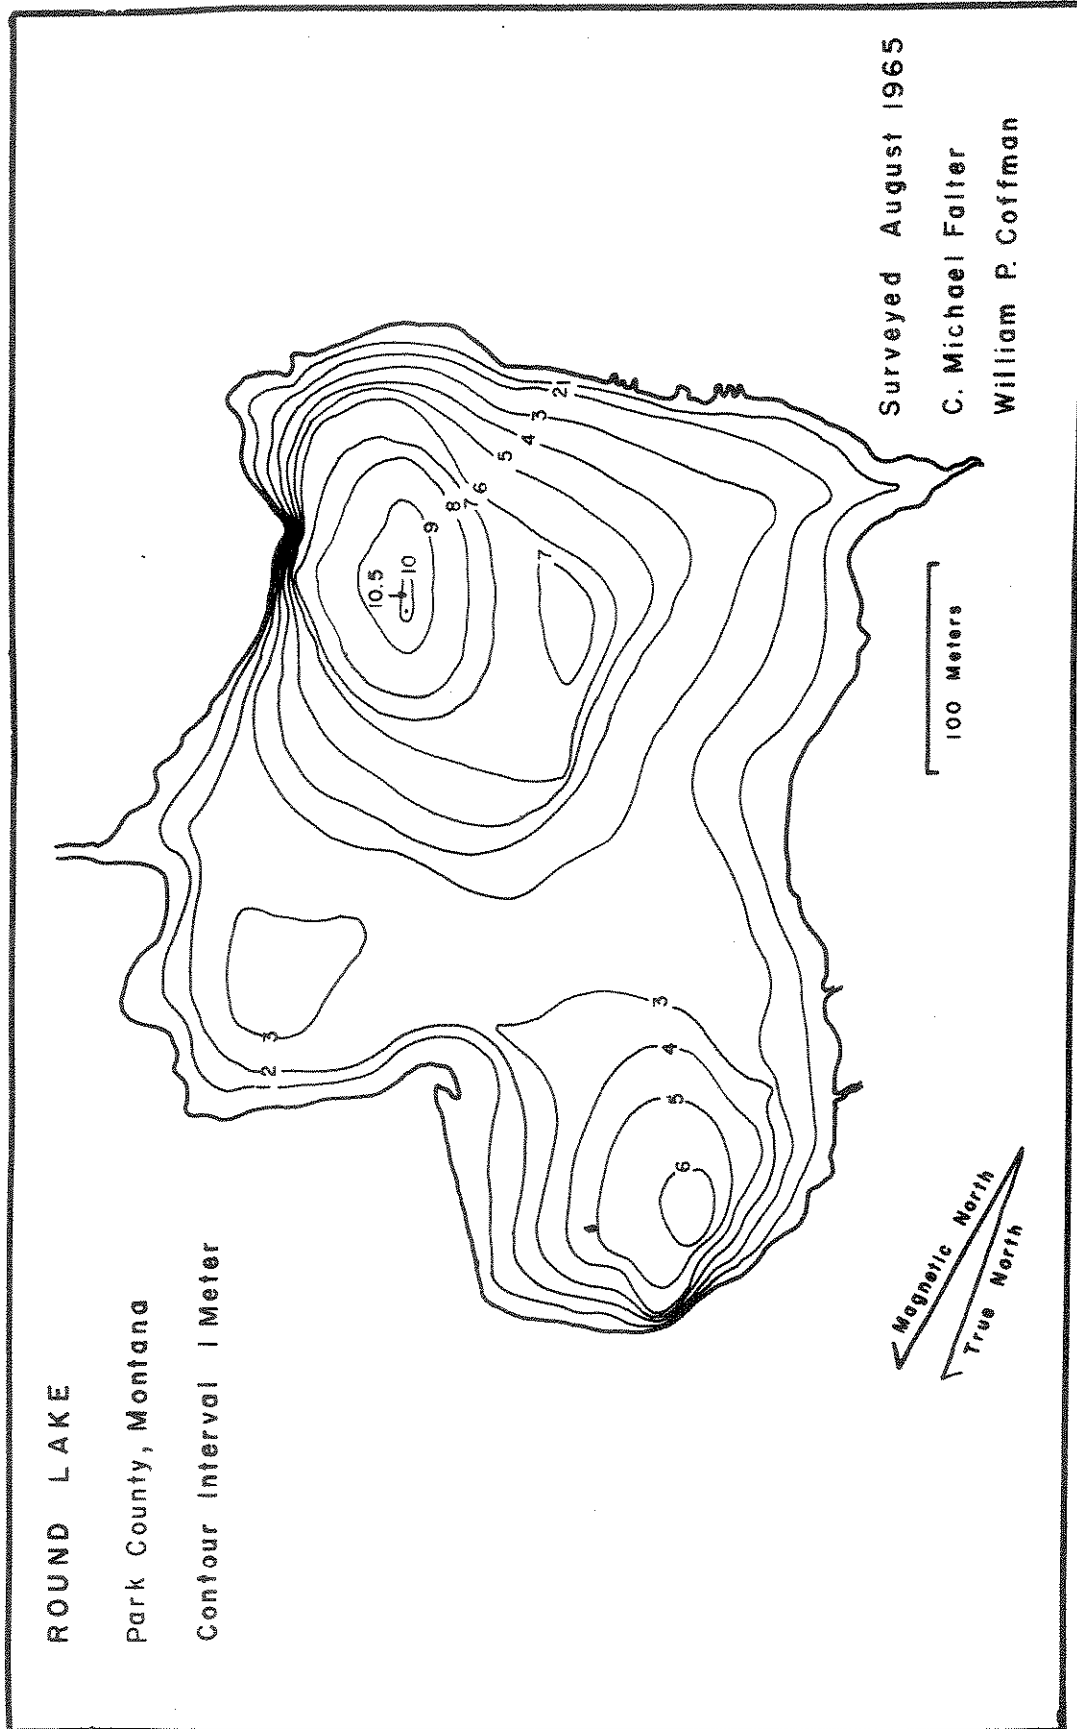 ROUND LAKE
Park County, Montana
Contour Interval 1 Meter
3
2
1
10.5
10
9
8
7
6
5
4
3
2
1
7
3
4
5
6
Magnetic North
True North
100 Meters
Surveyed August 1965
C. Michael Falter
William P. Coffman